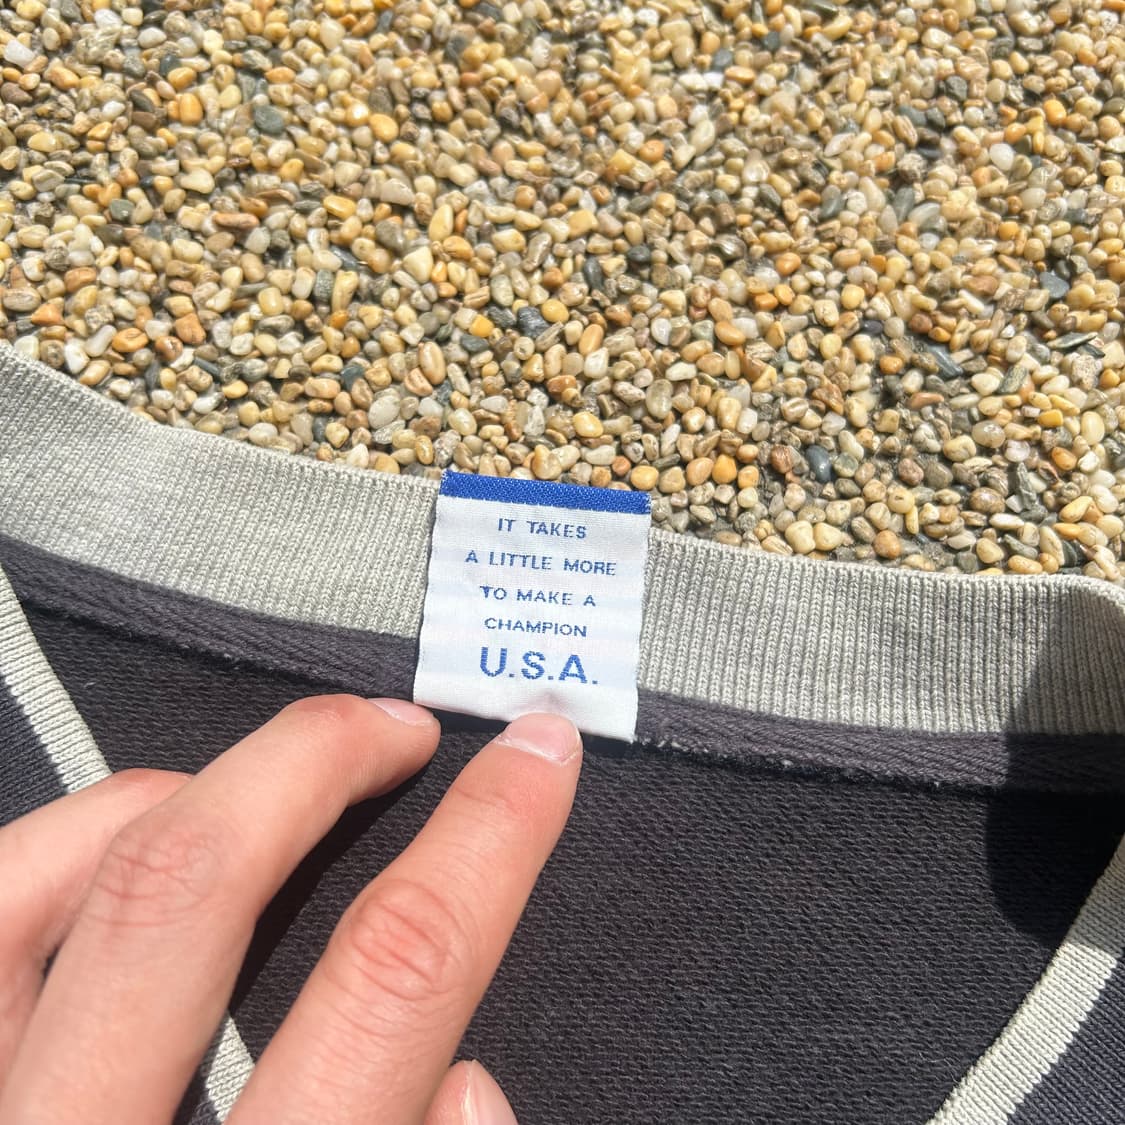 IT TAKES
A LITTLE MORE
TO MAKE A
CHAMPION
U.S.A.